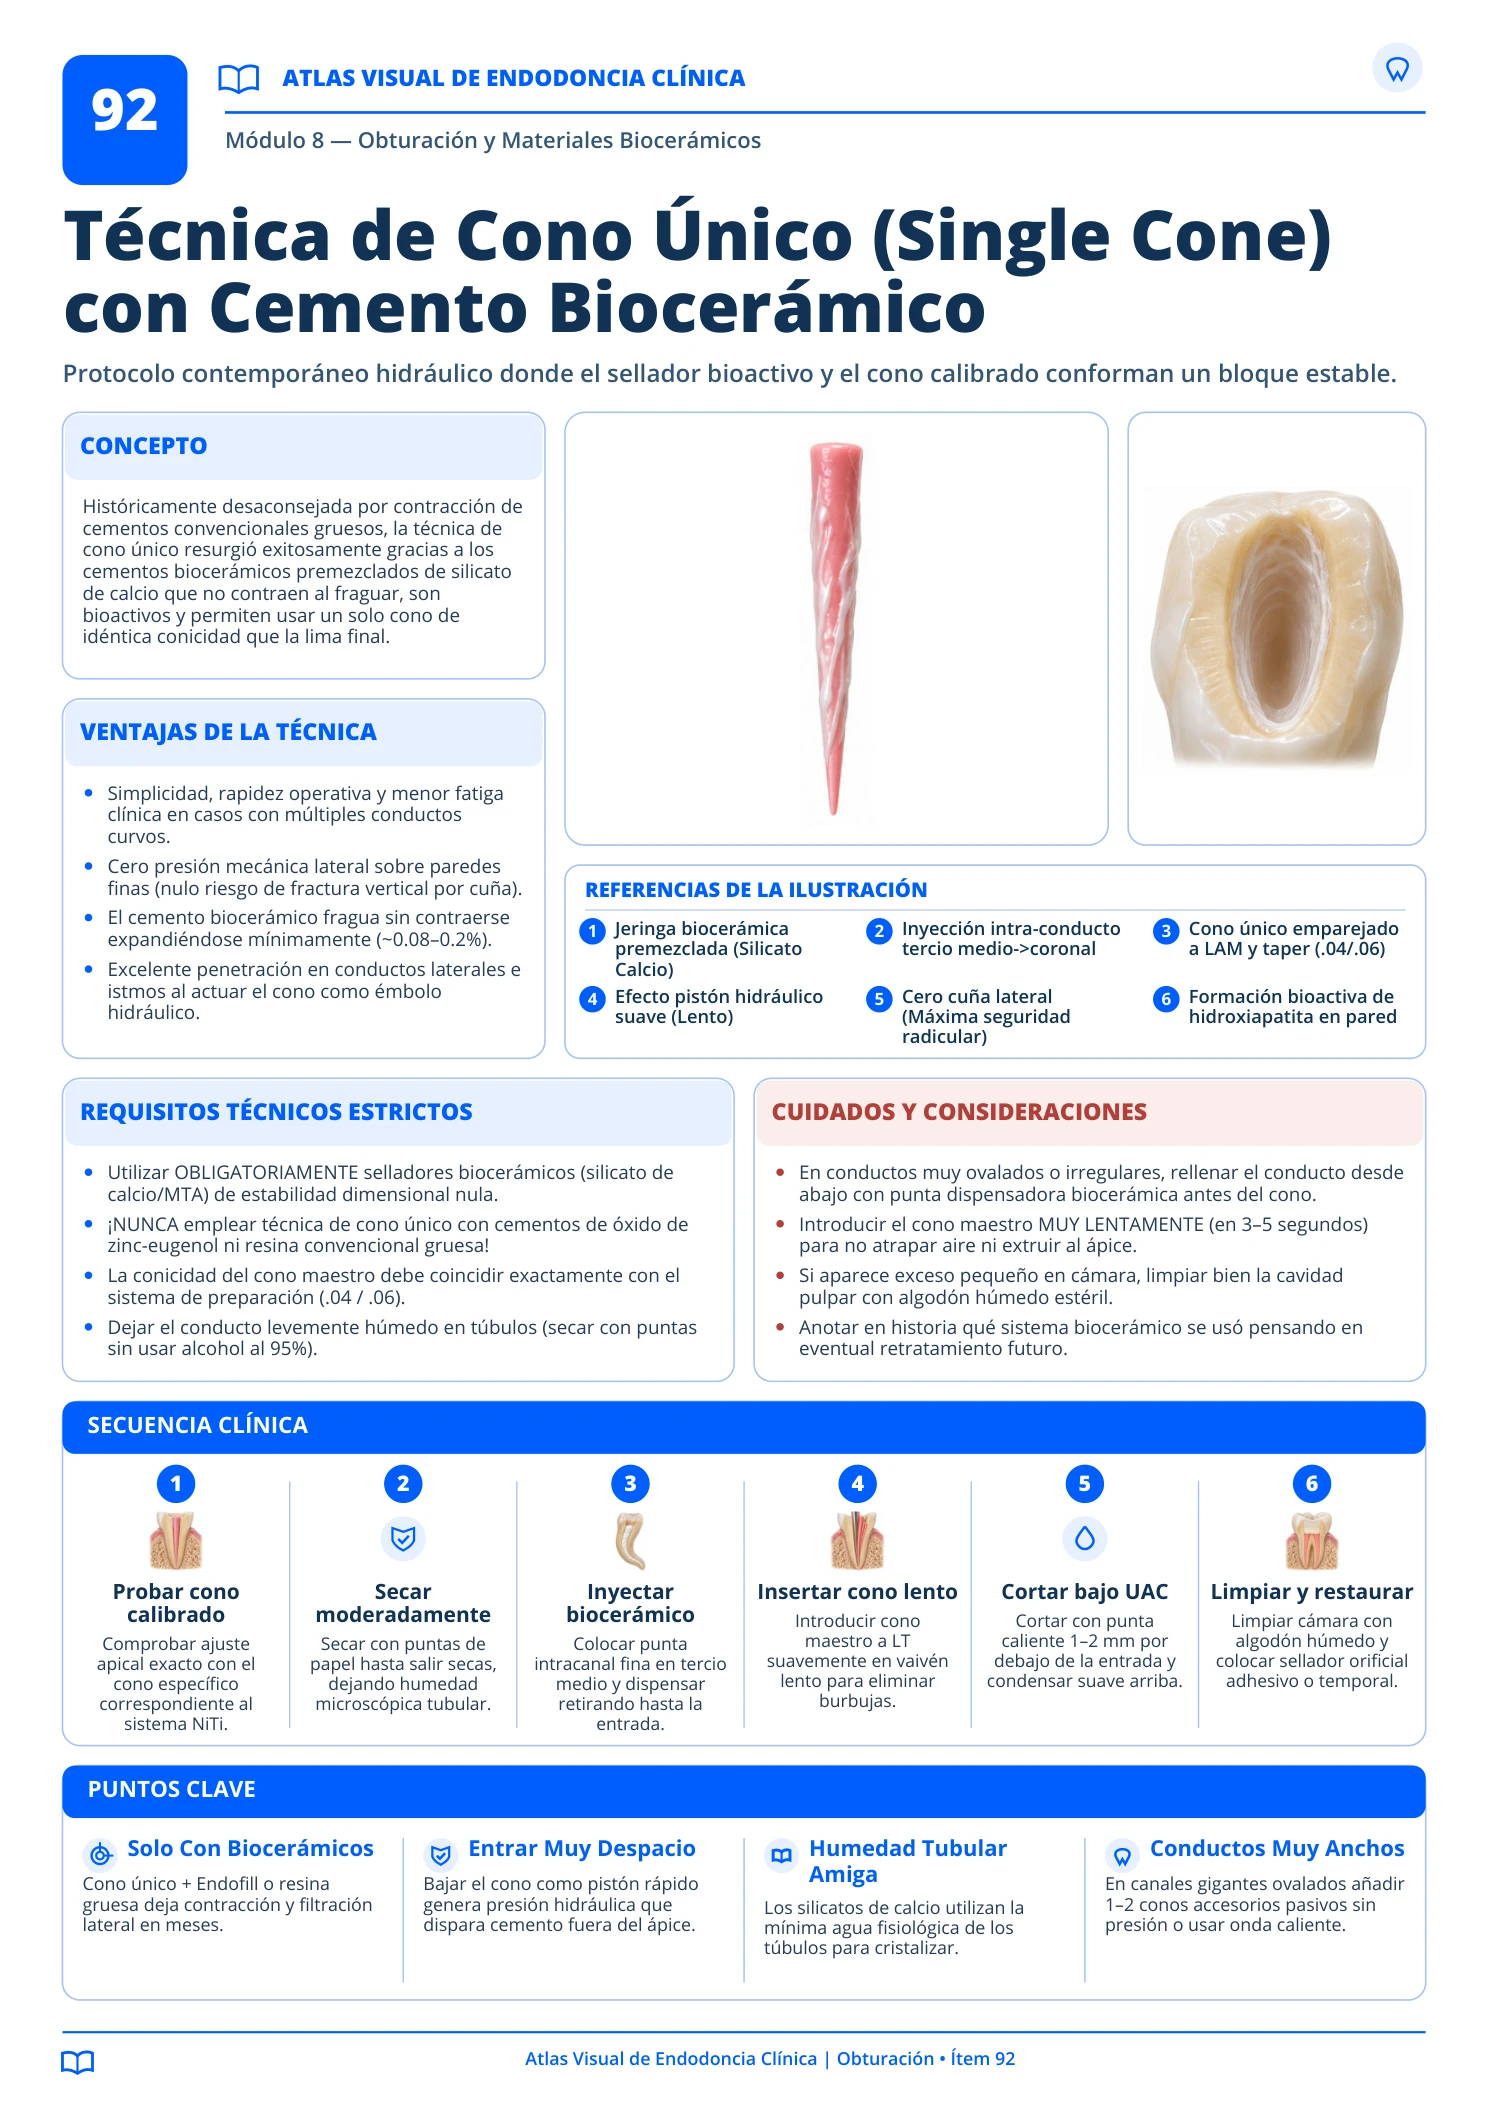 92
ATLAS VISUAL DE ENDODONCIA CLÍNICA
Módulo 8 — Obturación y Materiales Biocerámicos
Técnica de Cono Único (Single Cone)
con Cemento Biocerámico
Protocolo contemporáneo hidráulico donde el sellador bioactivo y el cono calibrado conforman un bloque estable.
CONCEPTO
Históricamente desaconsejada por contracción de
cementos convencionales gruesos, la técnica de
cono único resurgió exitosamente gracias a los
cementos biocerámicos premezclados de silicato
de calcio que no contraen al fraguar, son
bioactivos y permiten usar un solo cono de
idéntica conicidad que la lima final.
VENTAJAS DE LA TÉCNICA
• Simplicidad, rapidez operativa y menor fatiga
clínica en casos con múltiples conductos
curvos.
• Cero presión mecánica lateral sobre paredes
finas (nulo riesgo de fractura vertical por cuña).
• El cemento biocerámico fragua sin contraerse
expandiéndose mínimamente (~0.08–0.2%).
• Excelente penetración en conductos laterales e
istmos al actuar el cono como émbolo
hidráulico.
REFERENCIAS DE LA ILUSTRACIÓN
1 Jeringa biocerámica
premezclada (Silicato
Calcio)
2 Inyección intra-conducto
tercio medio->coronal
3 Cono único emparejado
a LAM y taper (.04/.06)
4 Efecto pistón hidráulico
suave (Lento)
5 Cero cuña lateral
(Máxima seguridad
radicular)
6 Formación bioactiva de
hidroxiapatita en pared
REQUISITOS TÉCNICOS ESTRICTOS
• Utilizar OBLIGATORIAMENTE selladores biocerámicos (silicato de
calcio/MTA) de estabilidad dimensional nula.
• ¡NUNCA emplear técnica de cono único con cementos de óxido de
zinc-eugenol ni resina convencional gruesa!
• La conicidad del cono maestro debe coincidir exactamente con el
sistema de preparación (.04 / .06).
• Dejar el conducto levemente húmedo en túbulos (secar con puntas
sin usar alcohol al 95%).
CUIDADOS Y CONSIDERACIONES
• En conductos muy ovalados o irregulares, rellenar el conducto desde
abajo con punta dispensadora biocerámica antes del cono.
• Introducir el cono maestro MUY LENTAMENTE (en 3–5 segundos)
para no atrapar aire ni extruir al ápice.
• Si aparece exceso pequeño en cámara, limpiar bien la cavidad
pulpar con algodón húmedo estéril.
• Anotar en historia qué sistema biocerámico se usó pensando en
eventual retratamiento futuro.
SECUENCIA CLÍNICA
1
Probar cono
calibrado
Comprobar ajuste
apical exacto con el
cono específico
correspondiente al
sistema NiTi.
2
Secar
moderadamente
Secar con puntas de
papel hasta salir secas,
dejando humedad
microscópica tubular.
3
Inyectar
biocerámico
Colocar punta
intracanal fina en tercio
medio y dispensar
retirando hasta la
entrada.
4
Insertar cono lento
Introducir cono
maestro a LT
suavemente en vaivén
lento para eliminar
burbujas.
5
Cortar bajo UAC
Cortar con punta
caliente 1–2 mm por
debajo de la entrada y
condensar suave arriba.
6
Limpiar y restaurar
Limpiar cámara con
algodón húmedo y
colocar sellador orificial
adhesivo o temporal.
PUNTOS CLAVE
Solo Con Biocerámicos
Cono único + Endofill o resina
gruesa deja contracción y filtración
lateral en meses.
Entrar Muy Despacio
Bajar el cono como pistón rápido
genera presión hidráulica que
dispara cemento fuera del ápice.
Humedad Tubular
Amiga
Los silicatos de calcio utilizan la
mínima agua fisiológica de los
túbulos para cristalizar.
Conductos Muy Anchos
En canales gigantes ovalados añadir
1–2 conos accesorios pasivos sin
presión o usar onda caliente.
Atlas Visual de Endodoncia Clínica | Obturación • Ítem 92